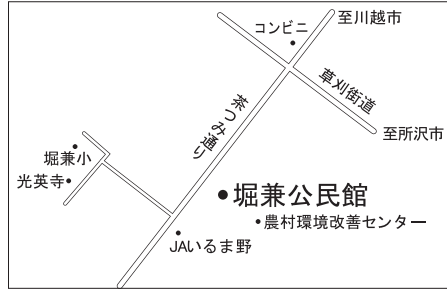 至川越市
コンビニ
草刈街道
茶つみ通り
至所沢市
堀兼小
光英寺
堀兼公民館
農村環境改善センター
JAいるま野